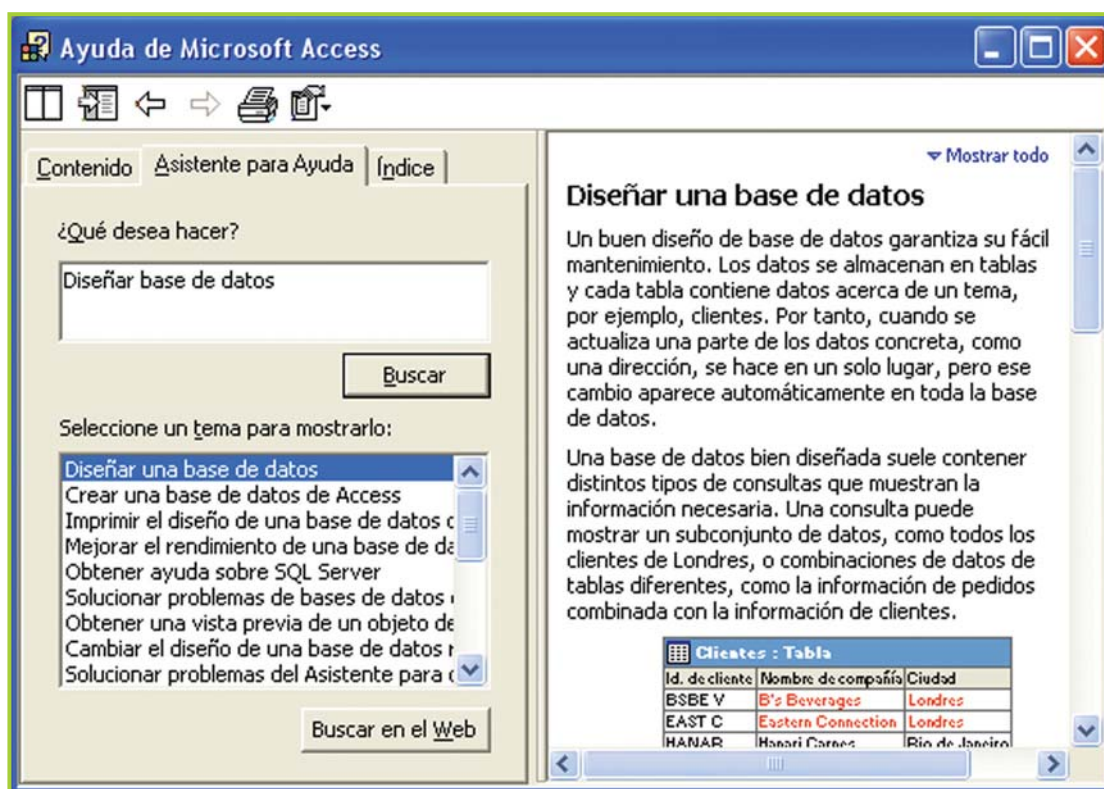 Ayuda de Microsoft Access
Contenido Asistente para Ayuda Índice
¿Qué desea hacer?
Diseñar base de datos
Buscar
Seleccione un tema para mostrarlo:
Diseñar una base de datos
Crear una base de datos de Access
Imprimir el diseño de una base de datos
Mejorar el rendimiento de una base de da
Obtener ayuda sobre SQL Server
Solucionar problemas de bases de datos
Obtener una vista previa de un objeto de
Cambiar el diseño de una base de datos
Solucionar problemas del Asistente para
Buscar en el Web
Mostrar todo
Diseñar una base de datos
Un buen diseño de base de datos garantiza su fácil
mantenimiento. Los datos se almacenan en tablas
y cada tabla contiene datos acerca de un tema,
por ejemplo, clientes. Por tanto, cuando se
actualiza una parte de los datos concreta, como
una dirección, se hace en un solo lugar, pero ese
cambio aparece automáticamente en toda la base
de datos.
Una base de datos bien diseñada suele contener
distintos tipos de consultas que muestran la
información necesaria. Una consulta puede
mostrar un subconjunto de datos, como todos los
clientes de Londres, o combinaciones de datos de
tablas diferentes, como la información de pedidos
combinada con la información de clientes.
Clientes : Tabla
Id. de cliente Nombre de compañía Ciudad
BSBE V B's Beverages Londres
EAST C Eastern Connection Londres
HANAR Hanari Carnes Rio de Janeiro